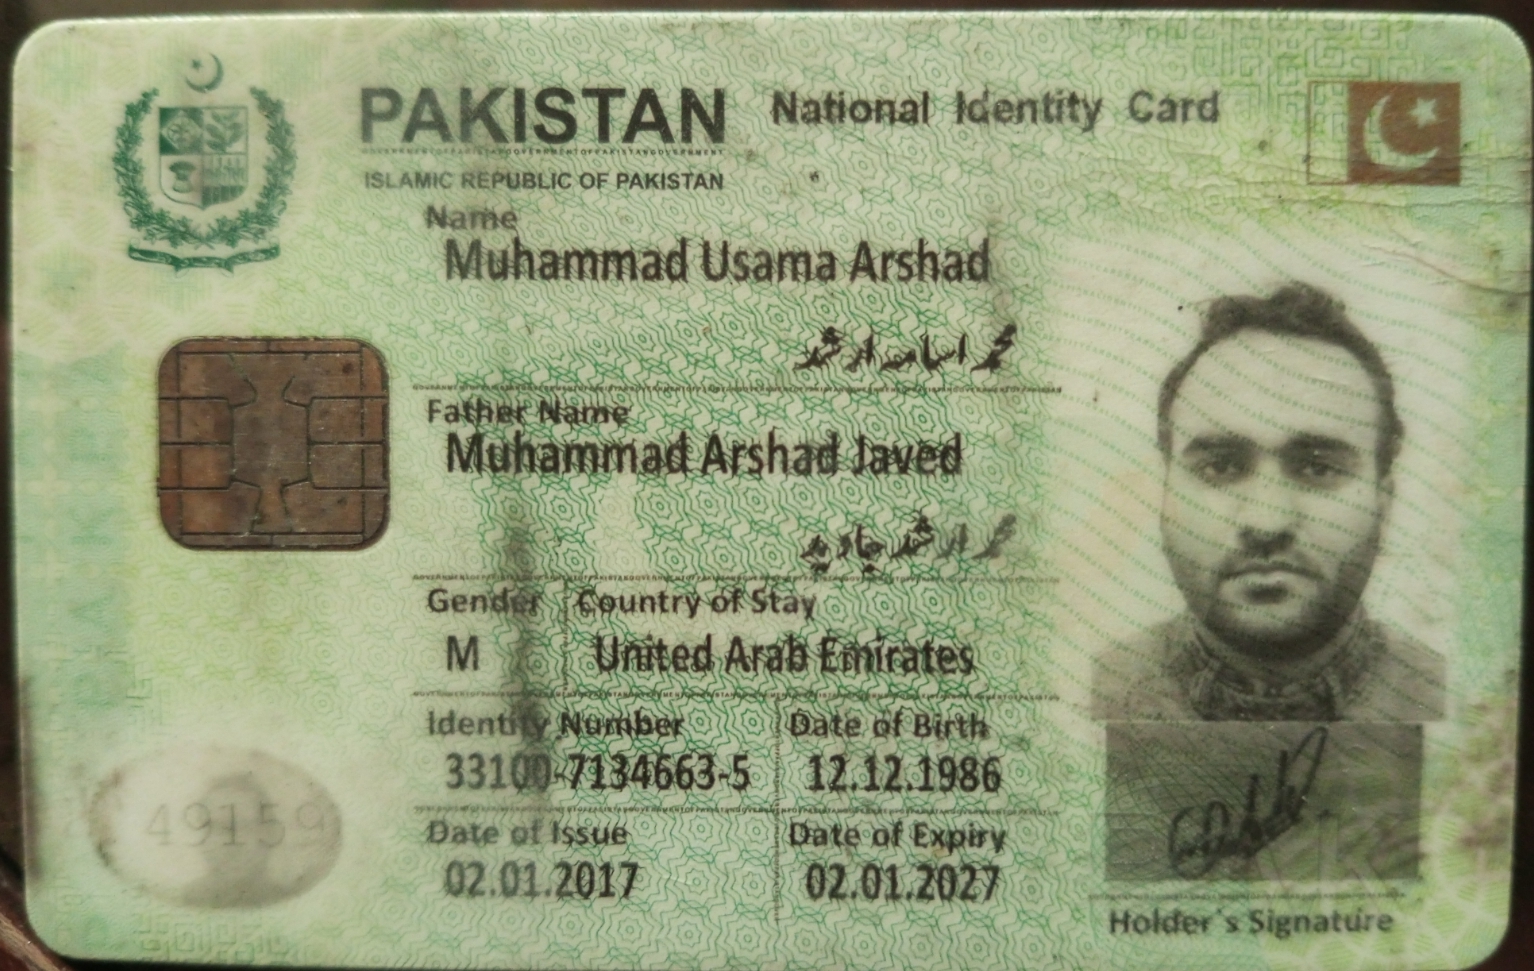 PAKISTAN National Identity Card
ISLAMIC REPUBLIC OF PAKISTAN
Name
Muhammad Usama Arshad
محمد اسامہ ارشد
Father Name
Muhammad Arshad Javed
محمد ارشد جاوید
Gender Country of Stay
M United Arab Emirates
Identity Number Date of Birth
33100-7134663-5 12.12.1986
Date of Issue Date of Expiry
02.01.2017 02.01.2027
49159
Holder's Signature